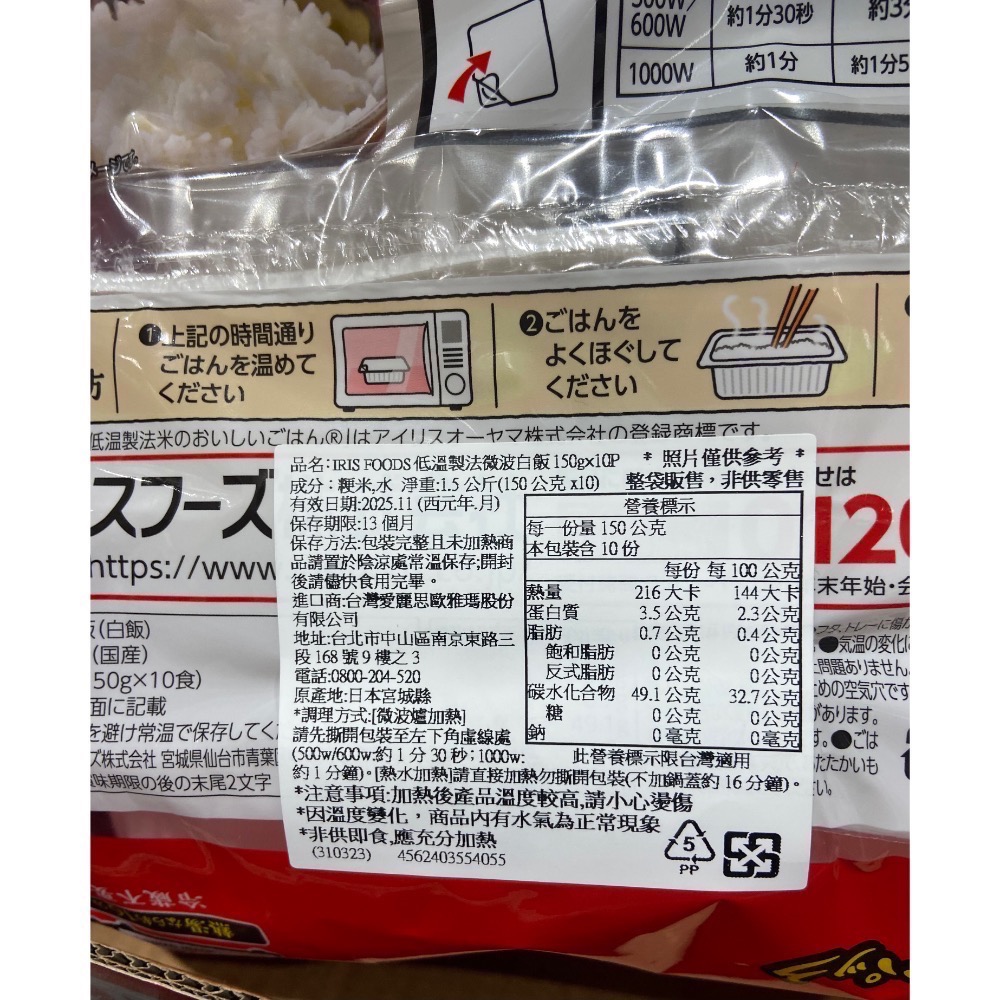 600W
約1分30秒
1000W
約1分
約1分5
メージです。
❶上記の時間通り
ごはんを温めて
ください
❷ごはんを
よくほぐして
ください
低温製法米のおいしいごはん®」はアイリスオーヤマ株式会社の登録商標です
スフーズ
https://www
せは
120
末年始・会
(白飯)
(国産)
50g×10食)
面に記載
を避け常温で保存してく
ズ株式会社 宮城県仙台市青葉区
味期限の後の末尾2文字
●気温の変化に
問題ありません。
ための空気穴です
があります。
●ごは
たたかいも
品名:IRIS FOODS 低溫製法微波白飯 150g×10P
* 照片僅供參考 *
成分:粳米,水 淨重:1.5 公斤(150 公克 x10)
整袋販售,非供零售
有效日期:2025.11 (西元年.月)
保存期限:13 個月
保存方法:包裝完整且未加熱商
品請置於陰涼處常溫保存;開封
後請儘快食用完畢。
進口商:台灣愛麗思歐雅瑪股份
有限公司
地址:台北市中山區南京東路三
段 168 號 9 樓之 3
電話:0800-204-520
原產地:日本宮城縣
*調理方式:[微波爐加熱]
請先撕開包裝至左下角虛線處
(500w/600w:約 1 分 30 秒;1000w:
約 1 分鐘)。[熱水加熱]請直接加熱勿撕開包裝(不加鍋蓋約 16 分鐘)。
營養標示
每一份量 150 公克
本包裝含 10 份
每份 每 100 公克
熱量 216 大卡 144 大卡
蛋白質 3.5 公克 2.3 公克
脂肪 0.7 公克 0.4 公克
飽和脂肪 0 公克 0 公克
反式脂肪 0 公克 0 公克
碳水化合物 49.1 公克 32.7 公克
糖 0 公克 0 公克
鈉 0 毫克 0 毫克
此營養標示限台灣適用
*注意事項:加熱後產品溫度較高,請小心燙傷
*因溫度變化,商品內有水氣為正常現象
*非供即食,應充分加熱
(310323) 4562403554055
5
PP
冷蔵不要